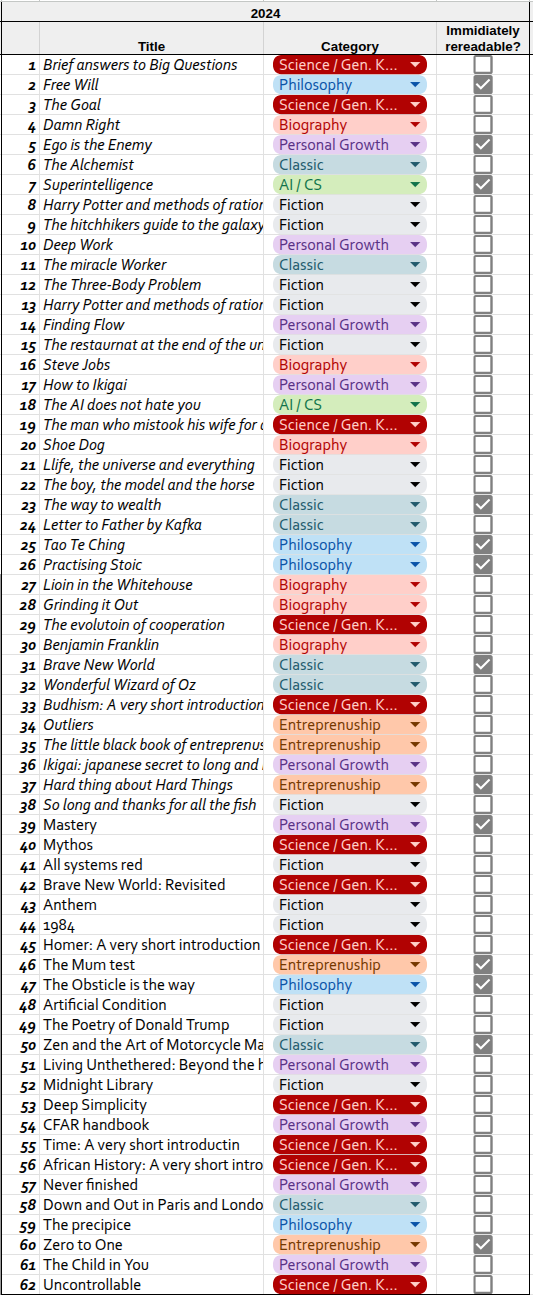 2024
Title Category Immidiately rereadable?
1 Brief answers to Big Questions Science / Gen. K...
2 Free Will Philosophy
3 The Goal Science / Gen. K...
4 Damn Right Biography
5 Ego is the Enemy Personal Growth
6 The Alchemist Classic
7 Superintelligence AI / CS
8 Harry Potter and methods of ration Fiction
9 The hitchhikers guide to the galaxy Fiction
10 Deep Work Personal Growth
11 The miracle Worker Classic
12 The Three-Body Problem Fiction
13 Harry Potter and methods of ration Fiction
14 Finding Flow Personal Growth
15 The restaurnat at the end of the un Fiction
16 Steve Jobs Biography
17 How to Ikigai Personal Growth
18 The AI does not hate you AI / CS
19 The man who mistook his wife for a Science / Gen. K...
20 Shoe Dog Biography
21 Llife, the universe and everything Fiction
22 The boy, the model and the horse Fiction
23 The way to wealth Classic
24 Letter to Father by Kafka Classic
25 Tao Te Ching Philosophy
26 Practising Stoic Philosophy
27 Lioin in the Whitehouse Biography
28 Grinding it Out Biography
29 The evolutoin of cooperation Science / Gen. K...
30 Benjamin Franklin Biography
31 Brave New World Classic
32 Wonderful Wizard of Oz Classic
33 Budhism: A very short introduction Science / Gen. K...
34 Outliers Entreprenuship
35 The little black book of entreprenus Entreprenuship
36 Ikigai: japanese secret to long and Personal Growth
37 Hard thing about Hard Things Entreprenuship
38 So long and thanks for all the fish Fiction
39 Mastery Personal Growth
40 Mythos Science / Gen. K...
41 All systems red Fiction
42 Brave New World: Revisited Science / Gen. K...
43 Anthem Fiction
44 1984 Fiction
45 Homer: A very short introduction Science / Gen. K...
46 The Mum test Entreprenuship
47 The Obsticle is the way Philosophy
48 Artificial Condition Fiction
49 The Poetry of Donald Trump Fiction
50 Zen and the Art of Motorcycle Ma Classic
51 Living Unthethered: Beyond the h Personal Growth
52 Midnight Library Fiction
53 Deep Simplicity Science / Gen. K...
54 CFAR handbook Personal Growth
55 Time: A very short introductin Science / Gen. K...
56 African History: A very short intro Science / Gen. K...
57 Never finished Personal Growth
58 Down and Out in Paris and Londo Classic
59 The precipice Philosophy
60 Zero to One Entreprenuship
61 The Child in You Personal Growth
62 Uncontrollable Science / Gen. K...